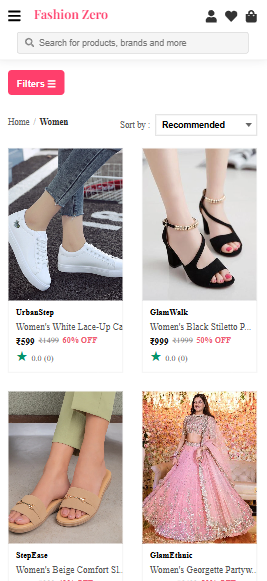 Fashion Zero
Search for products, brands and more
Filters ☰
Home / Women
Sort by : Recommended
UrbanStep
Women's White Lace-Up Ca
₹599 ₹1499 60% OFF
★ 0.0 (0)
GlamWalk
Women's Black Stiletto P...
₹999 ₹1999 50% OFF
★ 0.0 (0)
StepEase
Women's Beige Comfort Sl...
GlamEthnic
Women's Georgette Partyw...